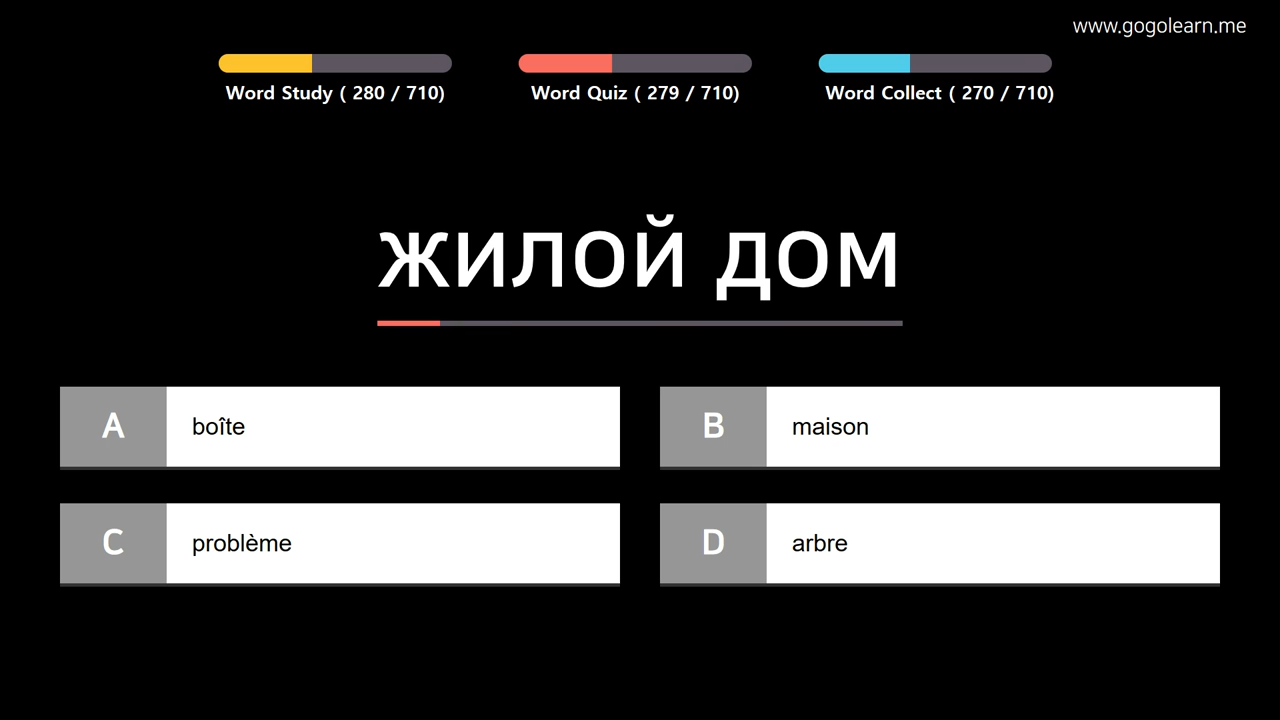 www.gogolearn.me
Word Study ( 280 / 710)
Word Quiz ( 279 / 710)
Word Collect ( 270 / 710)
жилой дом
A
boîte
B
maison
C
problème
D
arbre